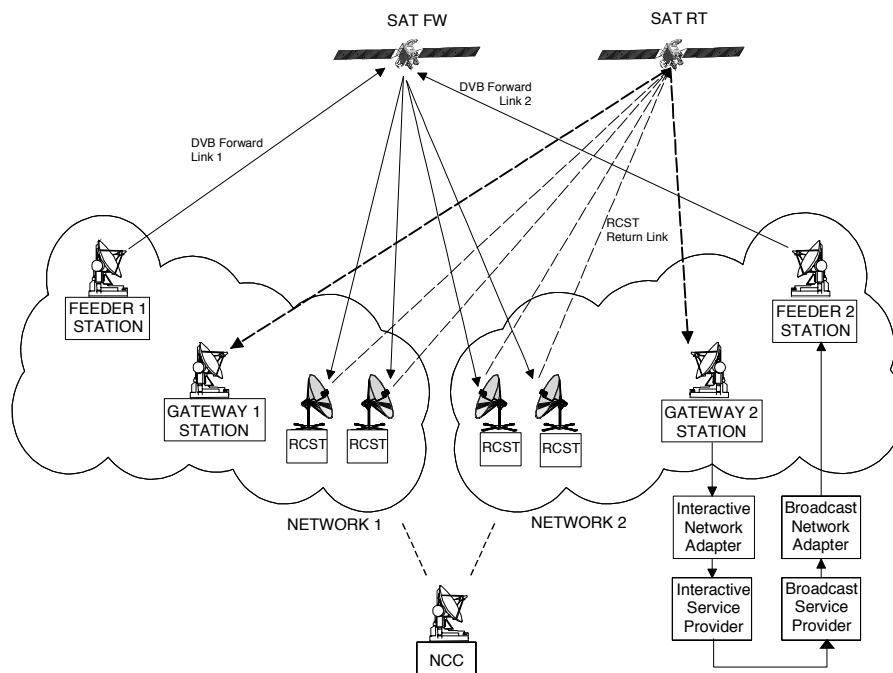 SAT FW
SAT RT
DVB Forward
Link 2
DVB Forward
Link 1
RCST
Return Link
FEEDER 1
STATION
FEEDER 2
STATION
GATEWAY 1
STATION
GATEWAY 2
STATION
RCST
RCST
RCST
RCST
NETWORK 1
NETWORK 2
Interactive
Network
Adapter
Broadcast
Network
Adapter
Interactive
Service
Provider
Broadcast
Service
Provider
NCC